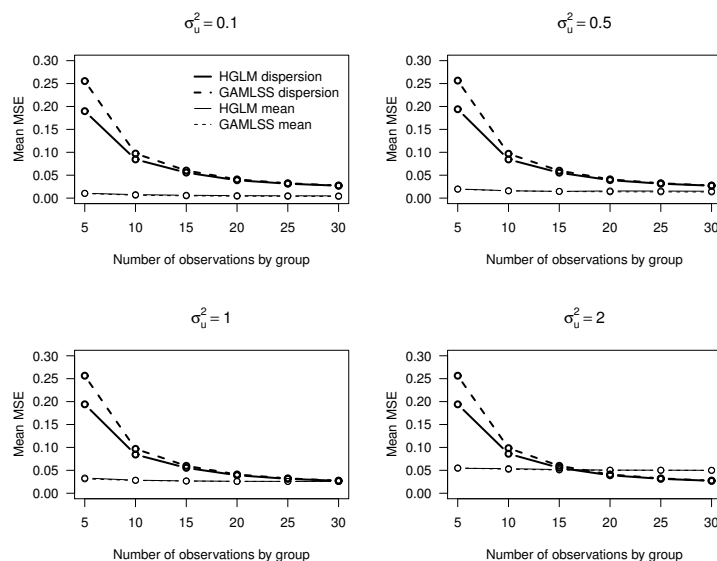 σ²ᵤ = 0.1
Mean MSE
0.30
0.25
0.20
0.15
0.10
0.05
0.00
HGLM dispersion
GAMLSS dispersion
HGLM mean
GAMLSS mean
5 10 15 20 25 30
Number of observations by group
σ²ᵤ = 0.5
Mean MSE
0.30
0.25
0.20
0.15
0.10
0.05
0.00
5 10 15 20 25 30
Number of observations by group
σ²ᵤ = 1
Mean MSE
0.30
0.25
0.20
0.15
0.10
0.05
0.00
5 10 15 20 25 30
Number of observations by group
σ²ᵤ = 2
Mean MSE
0.30
0.25
0.20
0.15
0.10
0.05
0.00
5 10 15 20 25 30
Number of observations by group